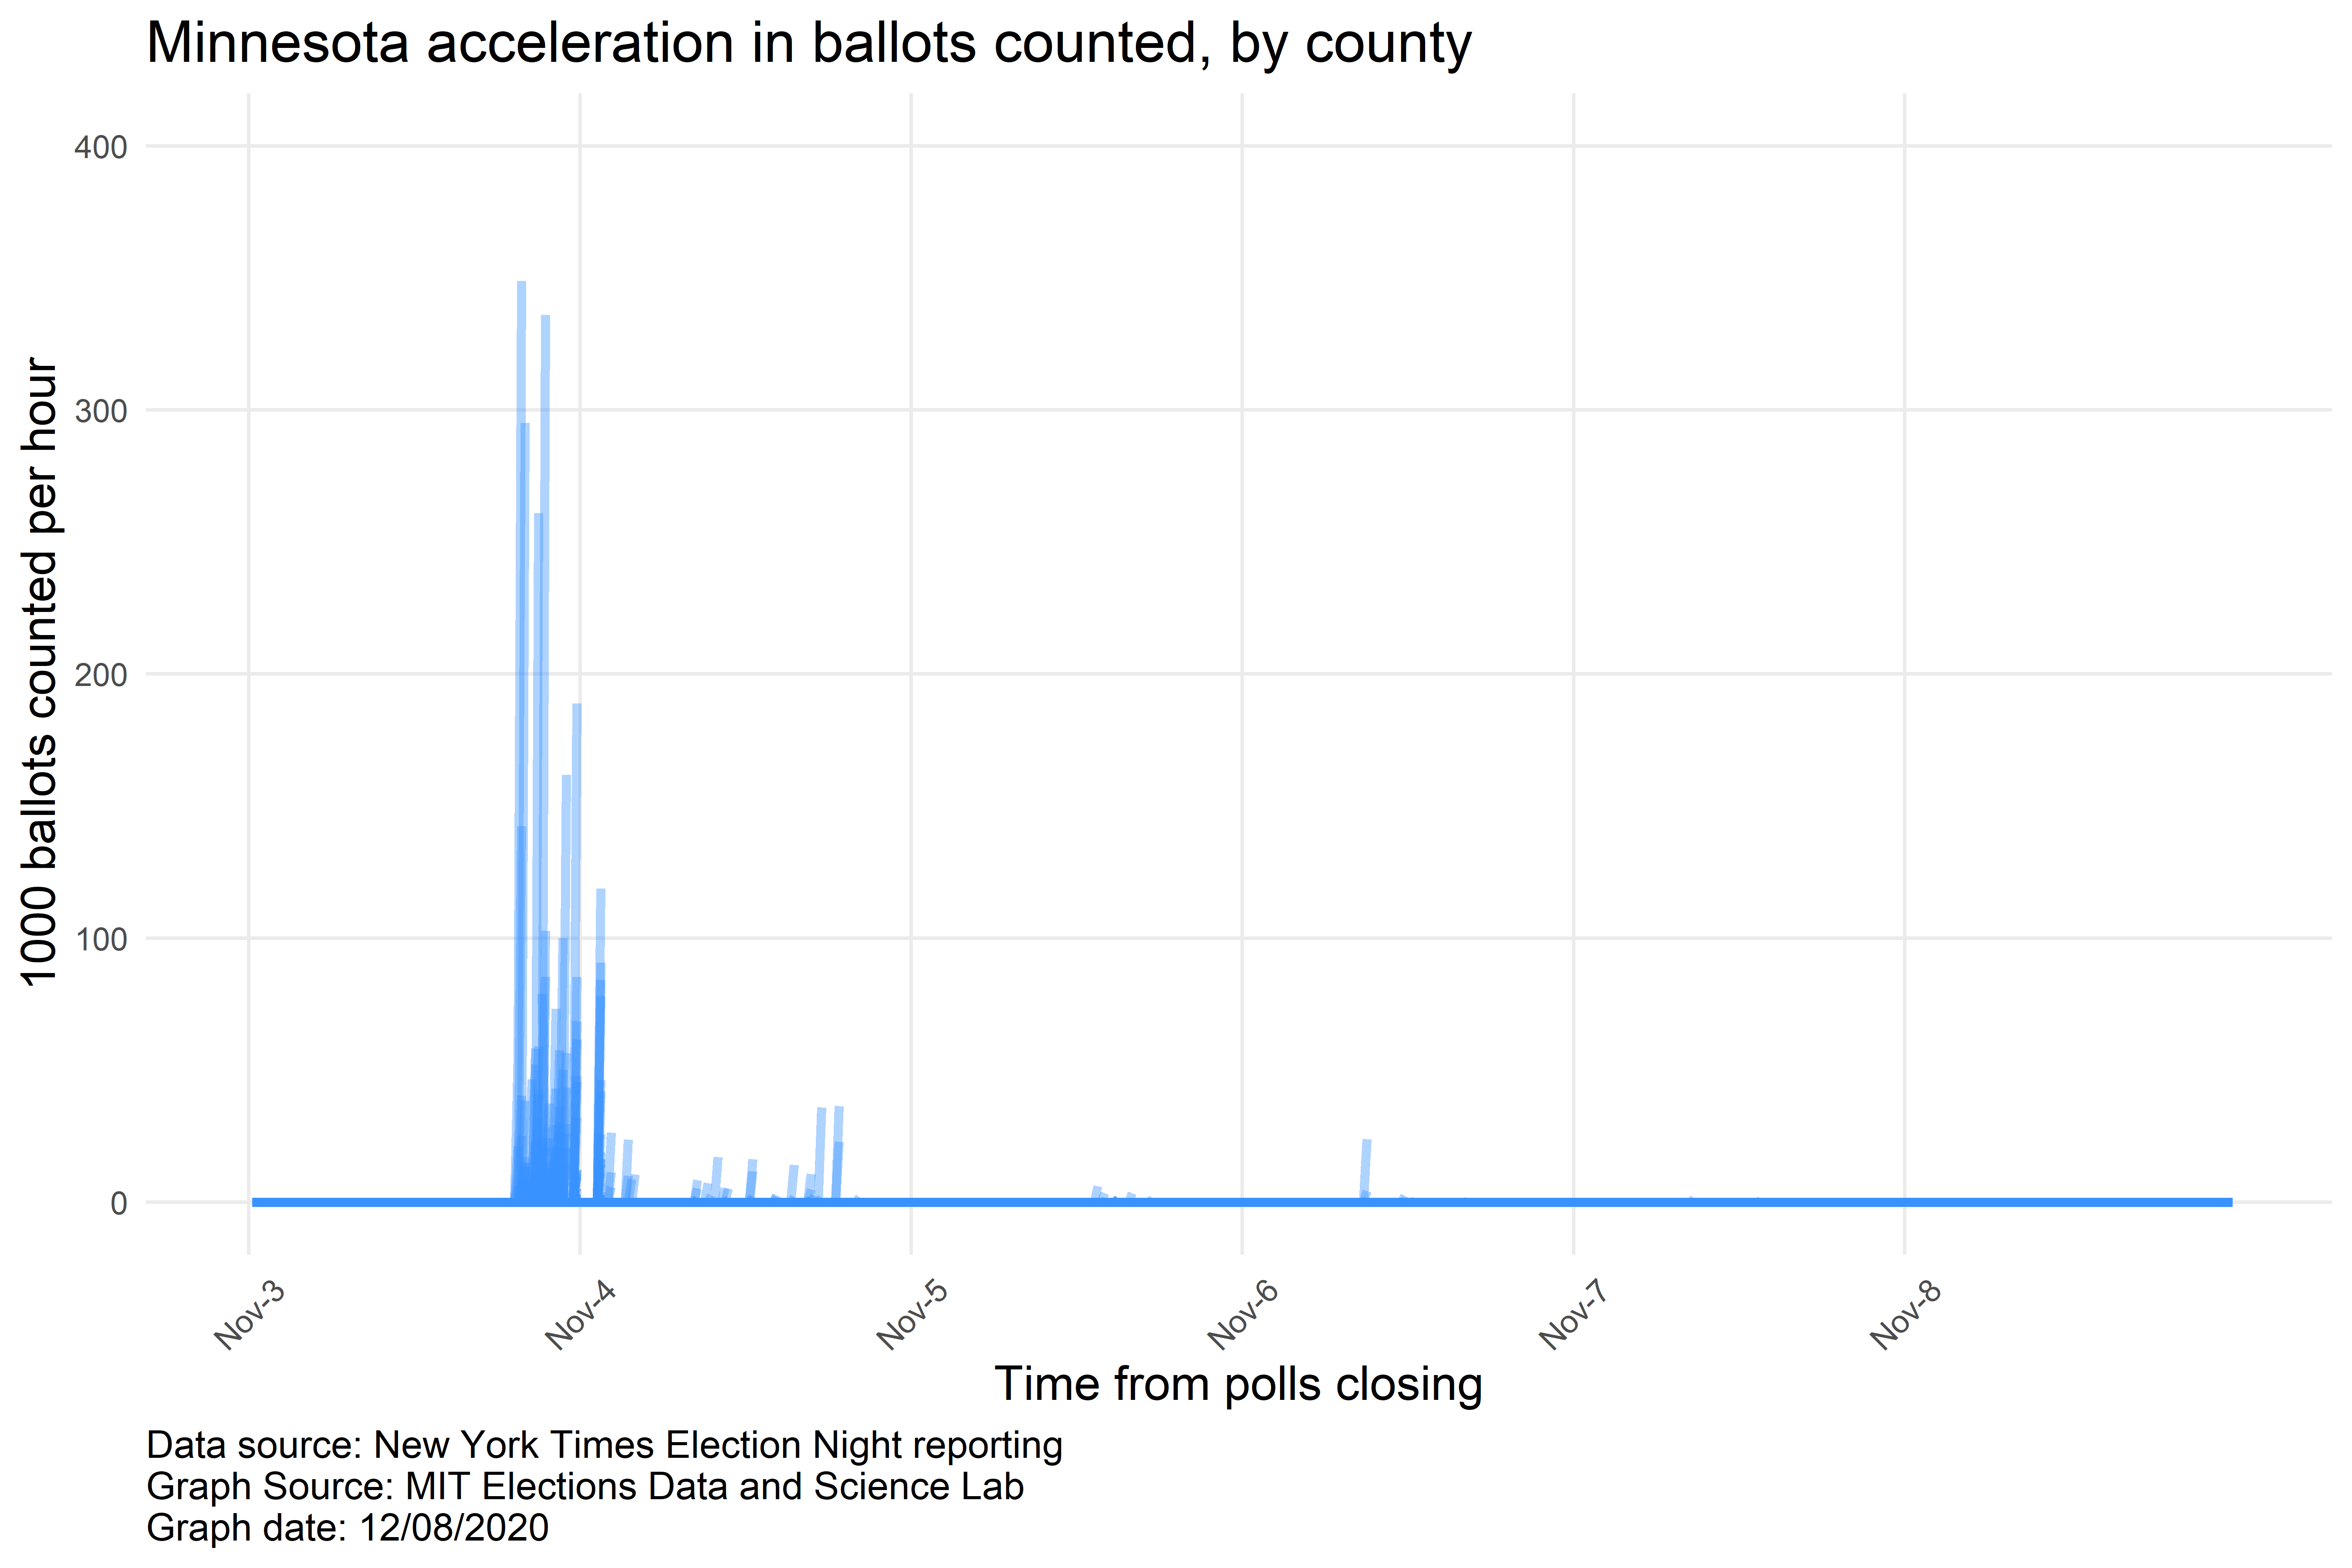 Minnesota acceleration in ballots counted, by county
1000 ballots counted per hour
400
300
200
100
0
Nov-3
Nov-4
Nov-5
Nov-6
Nov-7
Nov-8
Time from polls closing
Data source: New York Times Election Night reporting
Graph Source: MIT Elections Data and Science Lab
Graph date: 12/08/2020